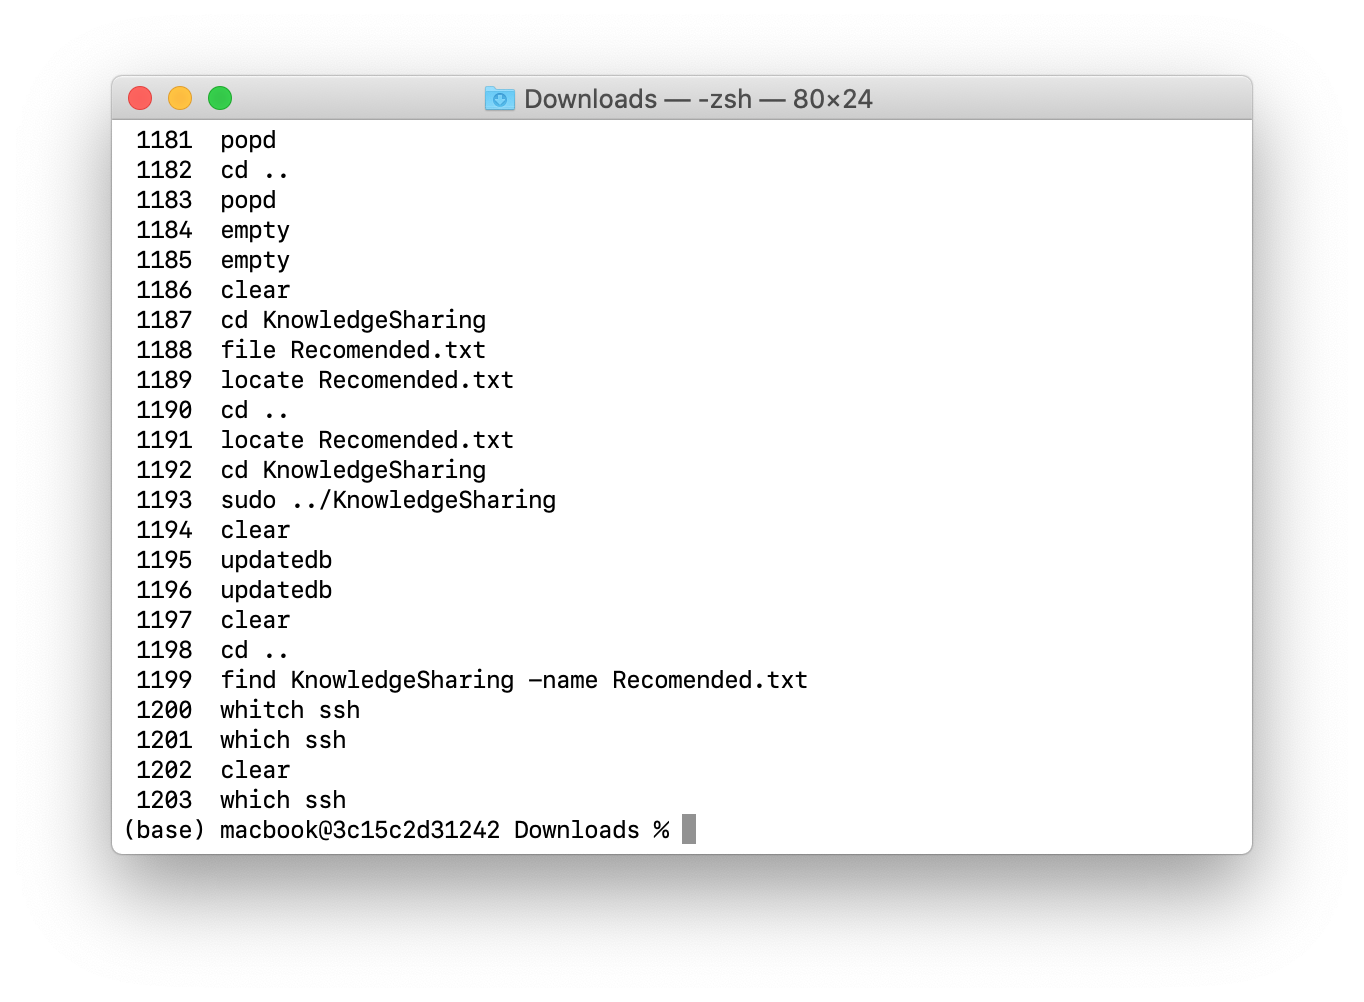 Downloads — -zsh — 80×24
1181 popd
1182 cd ..
1183 popd
1184 empty
1185 empty
1186 clear
1187 cd KnowledgeSharing
1188 file Recomended.txt
1189 locate Recomended.txt
1190 cd ..
1191 locate Recomended.txt
1192 cd KnowledgeSharing
1193 sudo ../KnowledgeSharing
1194 clear
1195 updatedb
1196 updatedb
1197 clear
1198 cd ..
1199 find KnowledgeSharing -name Recomended.txt
1200 whitch ssh
1201 which ssh
1202 clear
1203 which ssh
(base) macbook@3c15c2d31242 Downloads %